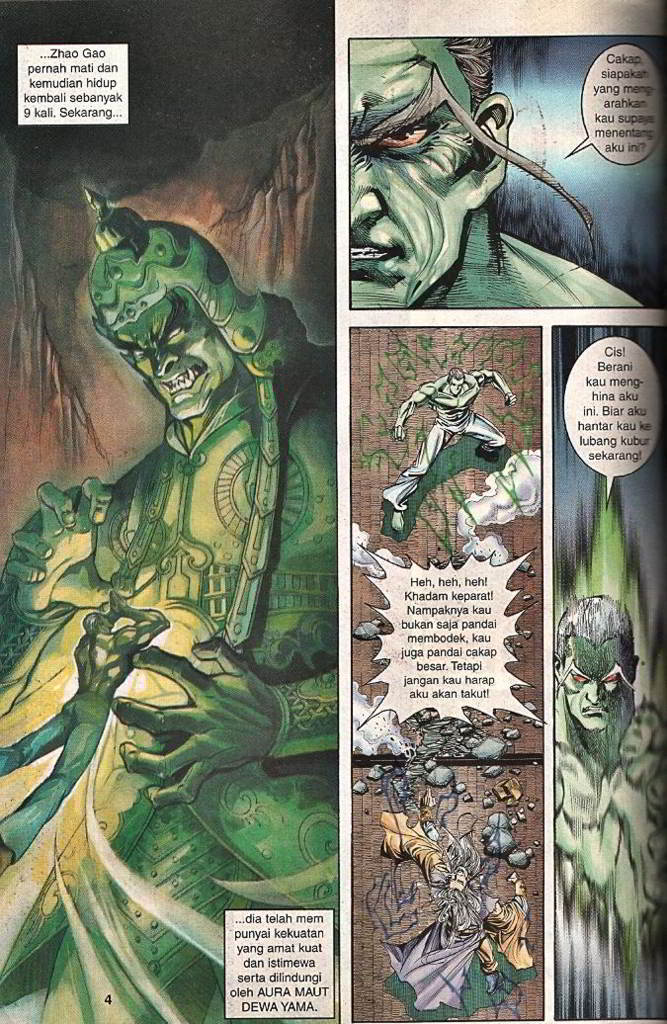 ...Zhao Gao
pernah mati dan
kemudian hidup
kembali sebanyak
9 kali. Sekarang...
Cakap,
siapakah
yang meng-
arahkan
kau supaya
menentang
aku ini?
Heh, heh, heh!
Khadam keparat!
Nampaknya kau
bukan saja pandai
membodek, kau
juga pandai cakap
besar. Tetapi
jangan kau harap
aku akan takut!
Cis!
Berani
kau meng-
hina aku
ini. Biar aku
hantar kau ke
lubang kubur
sekarang!
...dia telah mem
punyai kekuatan
yang amat kuat
dan istimewa
serta dilindungi
oleh AURA MAUT
DEWA YAMA.
4